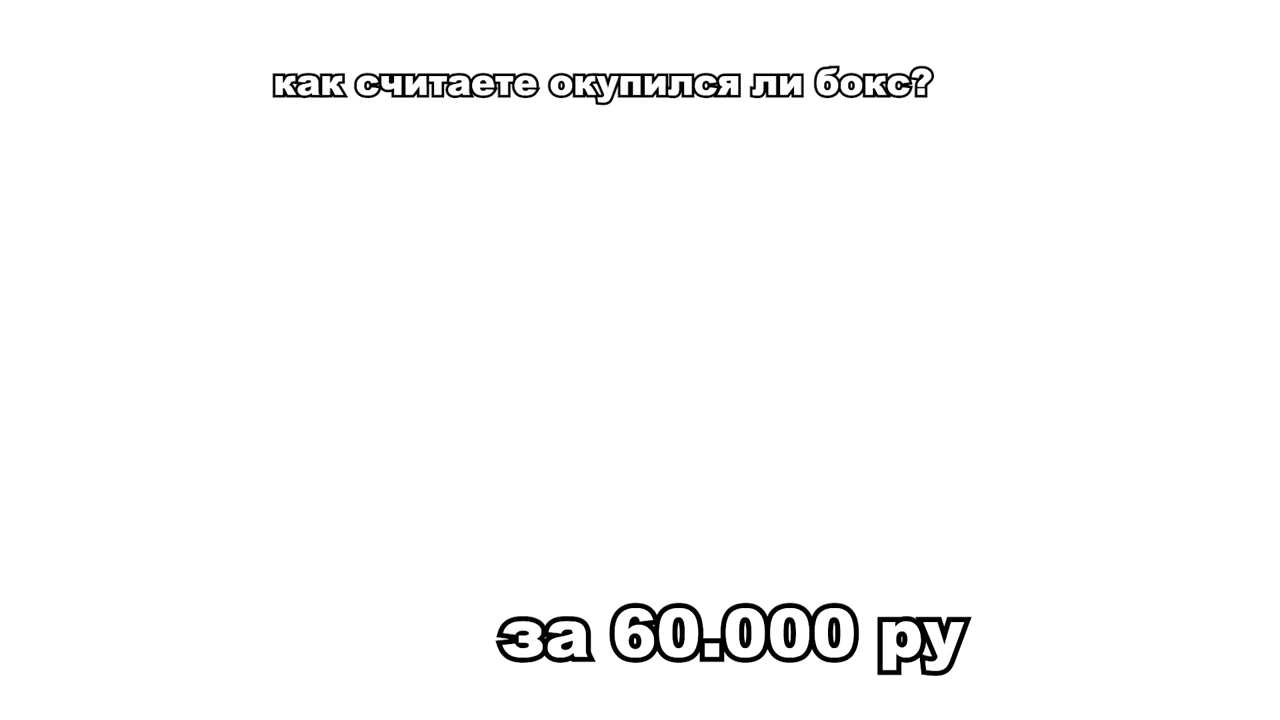 как считаете окупился ли бокс?
за 60.000 ру